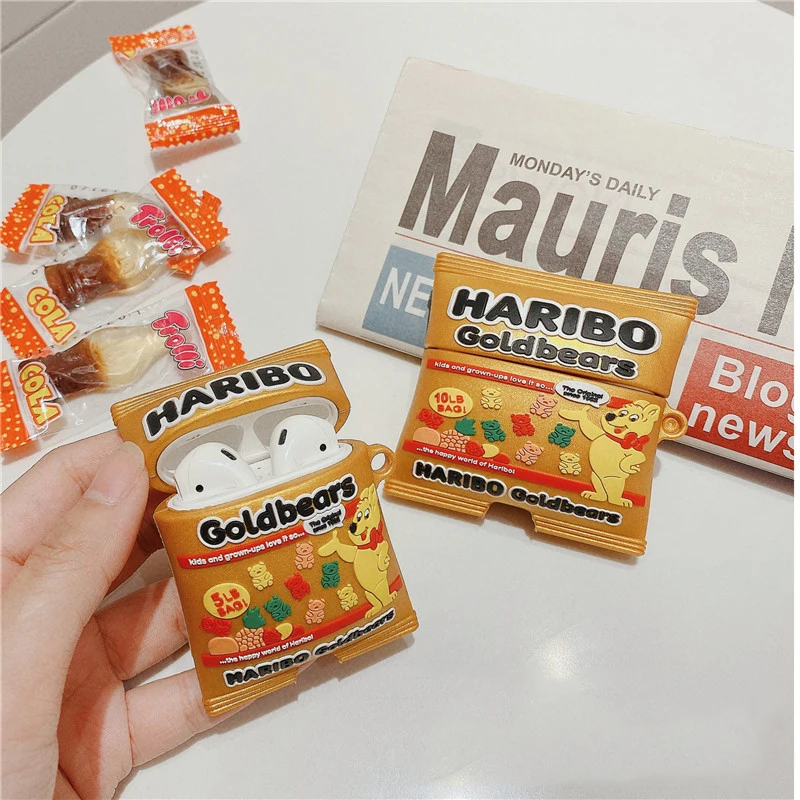 Trolli
COLA
Trolli
COLA
COLA
Trolli
MONDAY'S DAILY
Mauris
NE
Blog
news
HARIBO
Goldbears
kids and grown-ups love it so...
The Original
10LB
BAG!
...the happy world of Haribo!
HARIBO Goldbears
HARIBO
Goldbears
The Original
kids and grown-ups love it so...
5LB
BAG!
...the happy world of Haribo!
HARIBO Goldbears